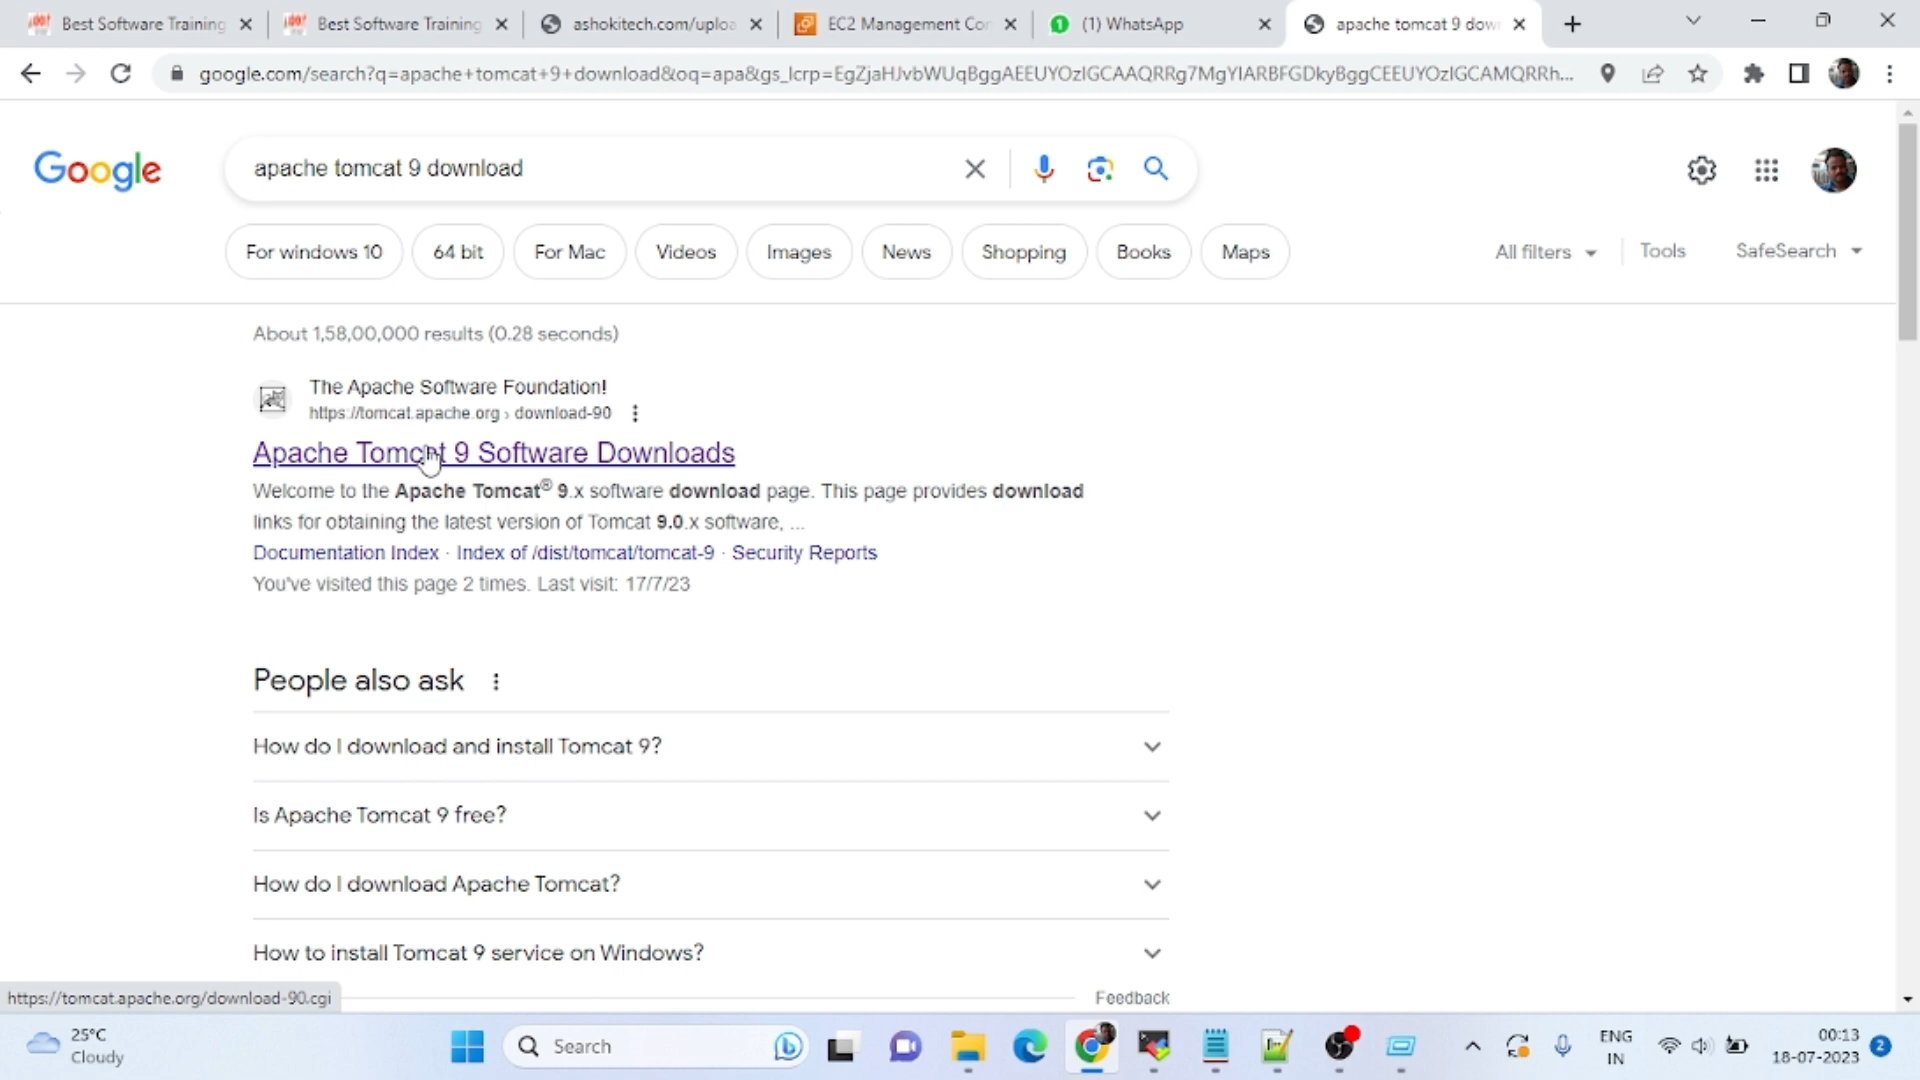 Best Software Training
Best Software Training
ashokitech.com/uploa
EC2 Management Con
(1) WhatsApp
apache tomcat 9 down
google.com/search?q=apache+tomcat+9+download&oq=apa&gs_lcrp=EgZjaHJvbWUqBggAEEUYOzIGCAAQRRg7MgYIARBFGDkyBggCEEUYOzIGCAMQRRh...
Google
apache tomcat 9 download
For windows 10
64 bit
For Mac
Videos
Images
News
Shopping
Books
Maps
All filters
Tools
SafeSearch
About 1,58,00,000 results (0.28 seconds)
The Apache Software Foundation!
https://tomcat.apache.org › download-90
Apache Tomcat 9 Software Downloads
Welcome to the Apache Tomcat® 9.x software download page. This page provides download
links for obtaining the latest version of Tomcat 9.0.x software, ...
Documentation Index · Index of /dist/tomcat/tomcat-9 · Security Reports
You've visited this page 2 times. Last visit: 17/7/23
People also ask
How do I download and install Tomcat 9?
Is Apache Tomcat 9 free?
How do I download Apache Tomcat?
How to install Tomcat 9 service on Windows?
Feedback
https://tomcat.apache.org/download-90.cgi
25°C
Cloudy
Search
ENG
IN
00:13
18-07-2023
2